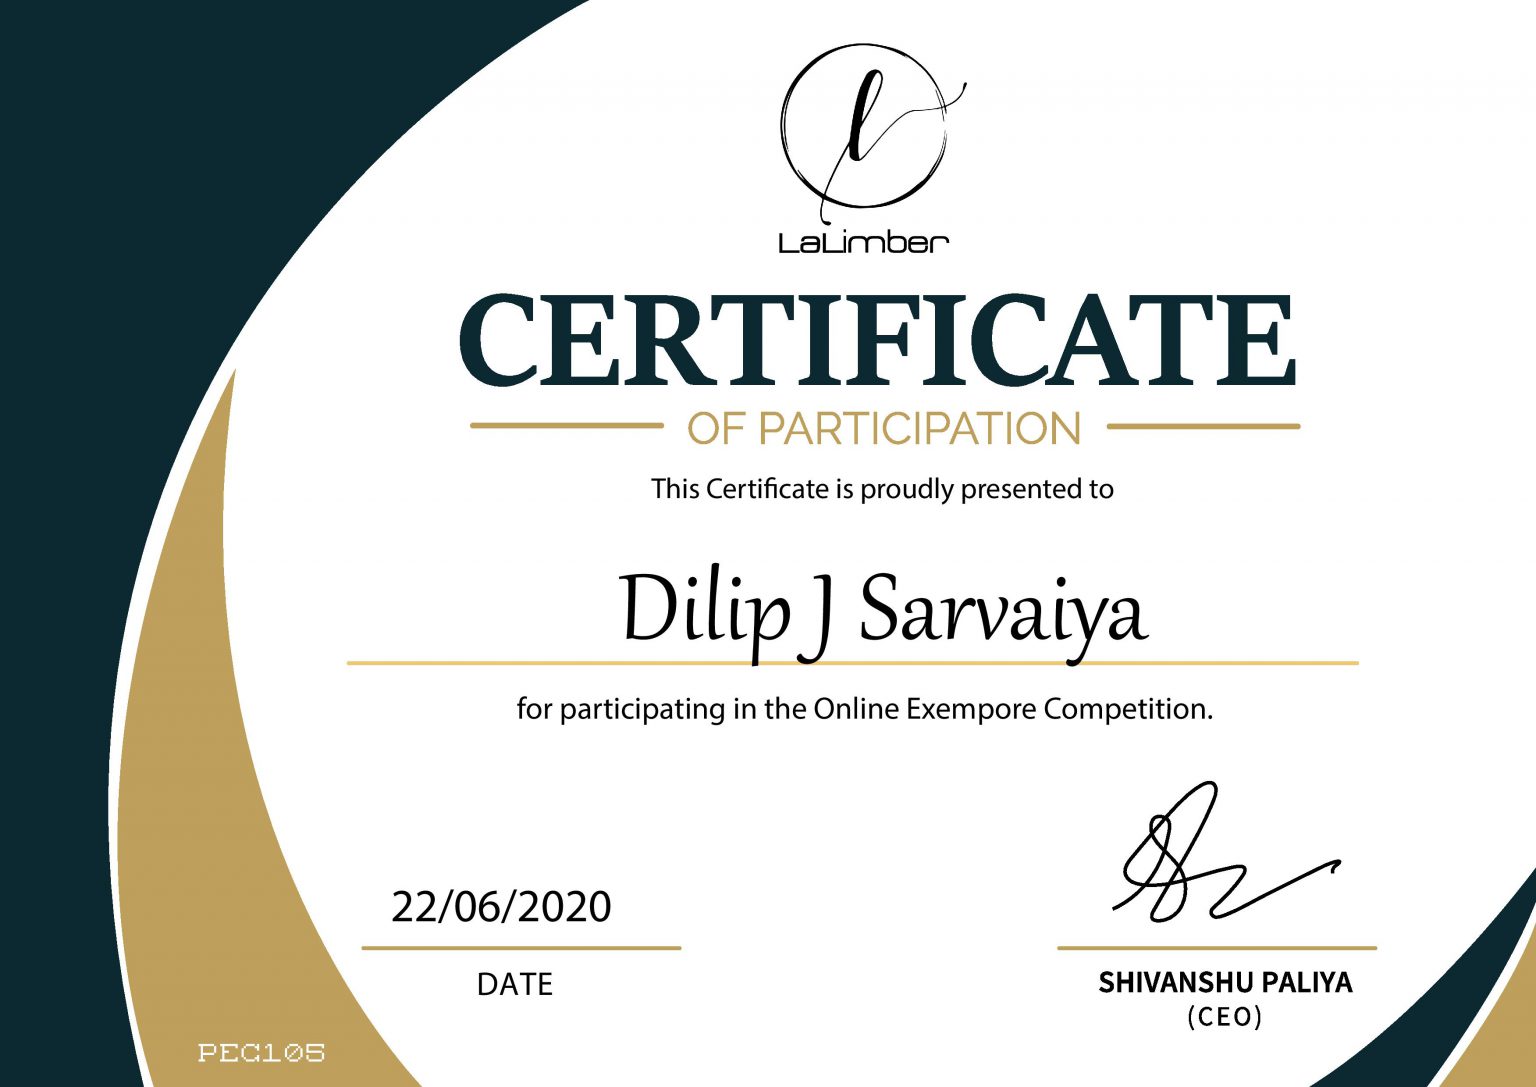 LaLimber
CERTIFICATE
OF PARTICIPATION
This Certificate is proudly presented to
Dilip J Sarvaiya
for participating in the Online Exempore Competition.
22/06/2020
DATE
SHIVANSHU PALIYA
(CEO)
PEC105